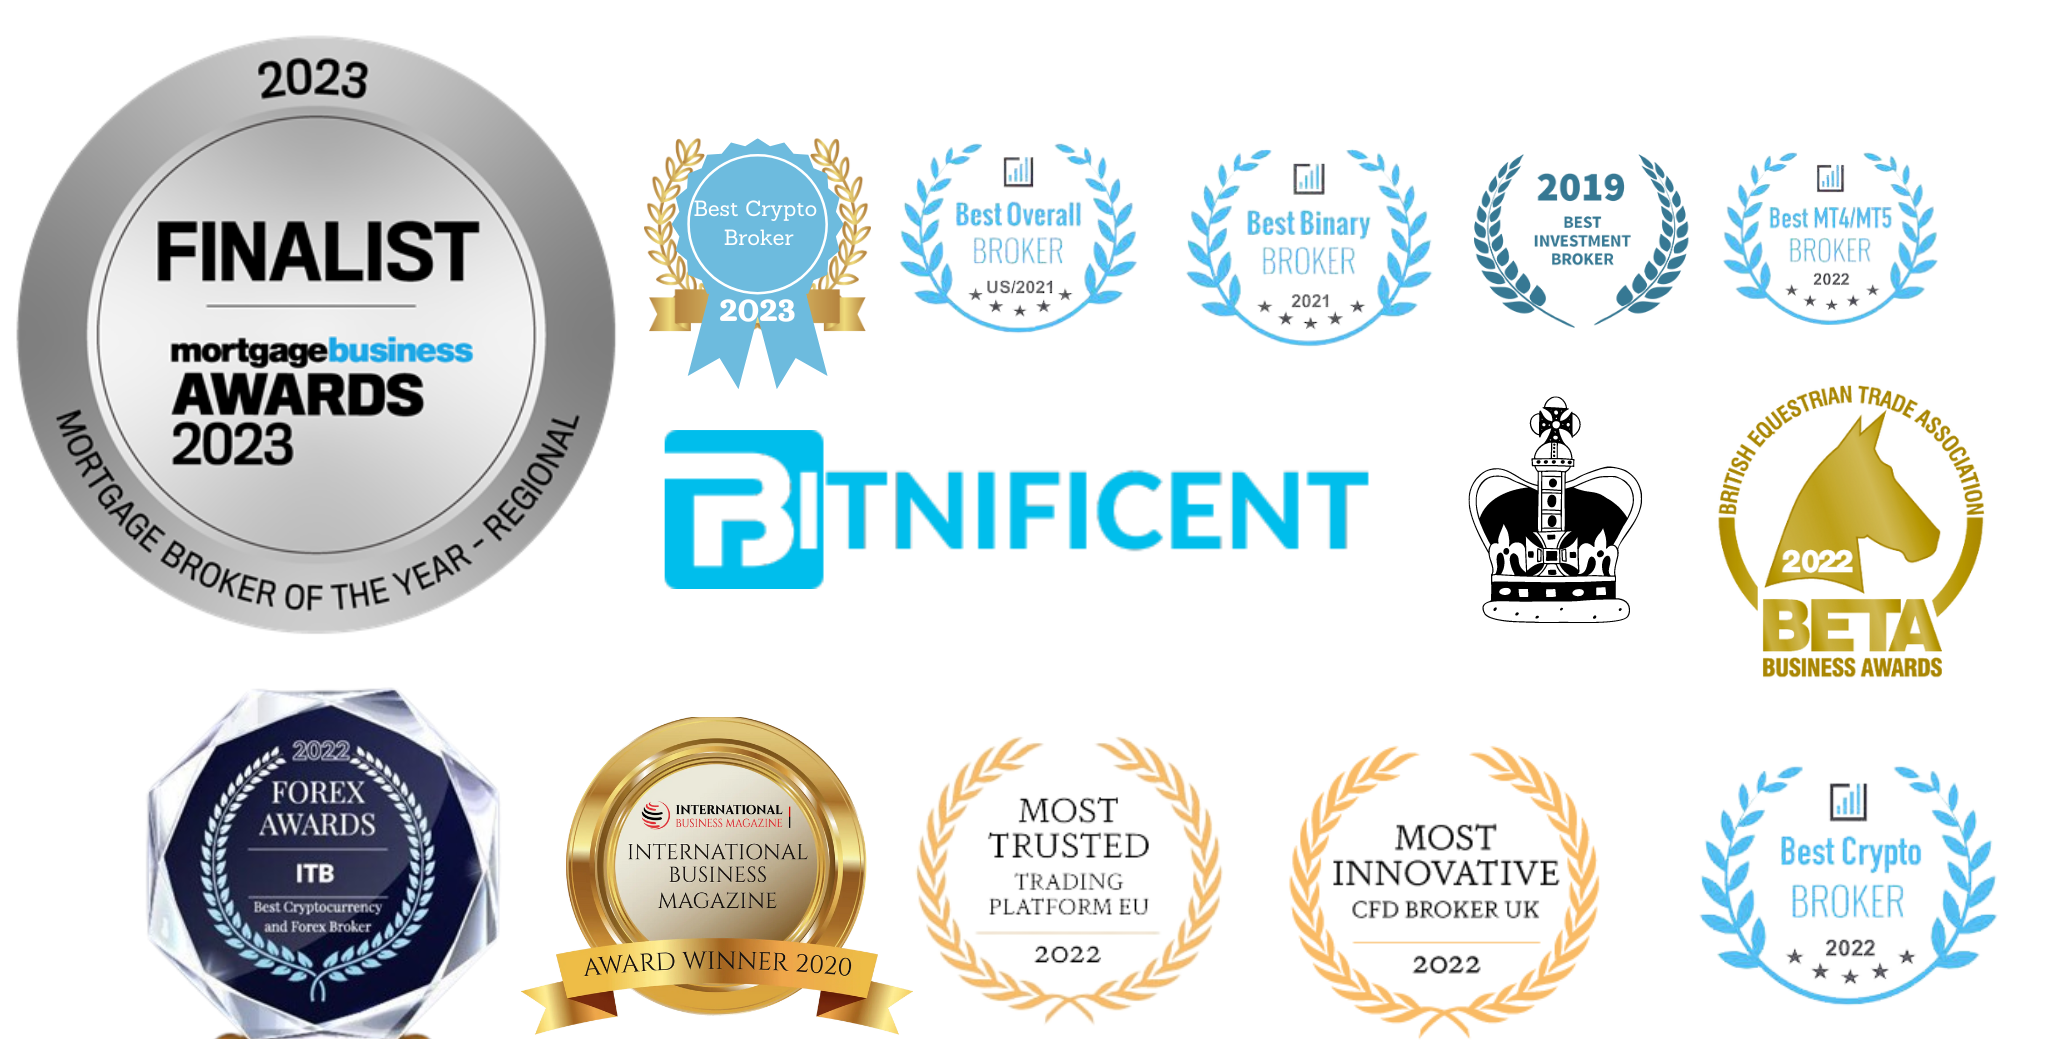 2023
FINALIST
mortgagebusiness
AWARDS
2023
MORTGAGE BROKER OF THE YEAR - REGIONAL
Best Crypto
Broker
2023
Best Overall
BROKER
US/2021
Best Binary
BROKER
2021
2019
BEST
INVESTMENT
BROKER
Best MT4/MT5
BROKER
2022
BITNIFICENT
BRITISH EQUESTRIAN TRADE ASSOCIATION
2022
BETA
BUSINESS AWARDS
2022
FOREX
AWARDS
ITB
Best Cryptocurrency
and Forex Broker
INTERNATIONAL
BUSINESS MAGAZINE
INTERNATIONAL
BUSINESS
MAGAZINE
AWARD WINNER 2020
MOST
TRUSTED
TRADING
PLATFORM EU
2022
MOST
INNOVATIVE
CFD BROKER UK
2022
Best Crypto
BROKER
2022